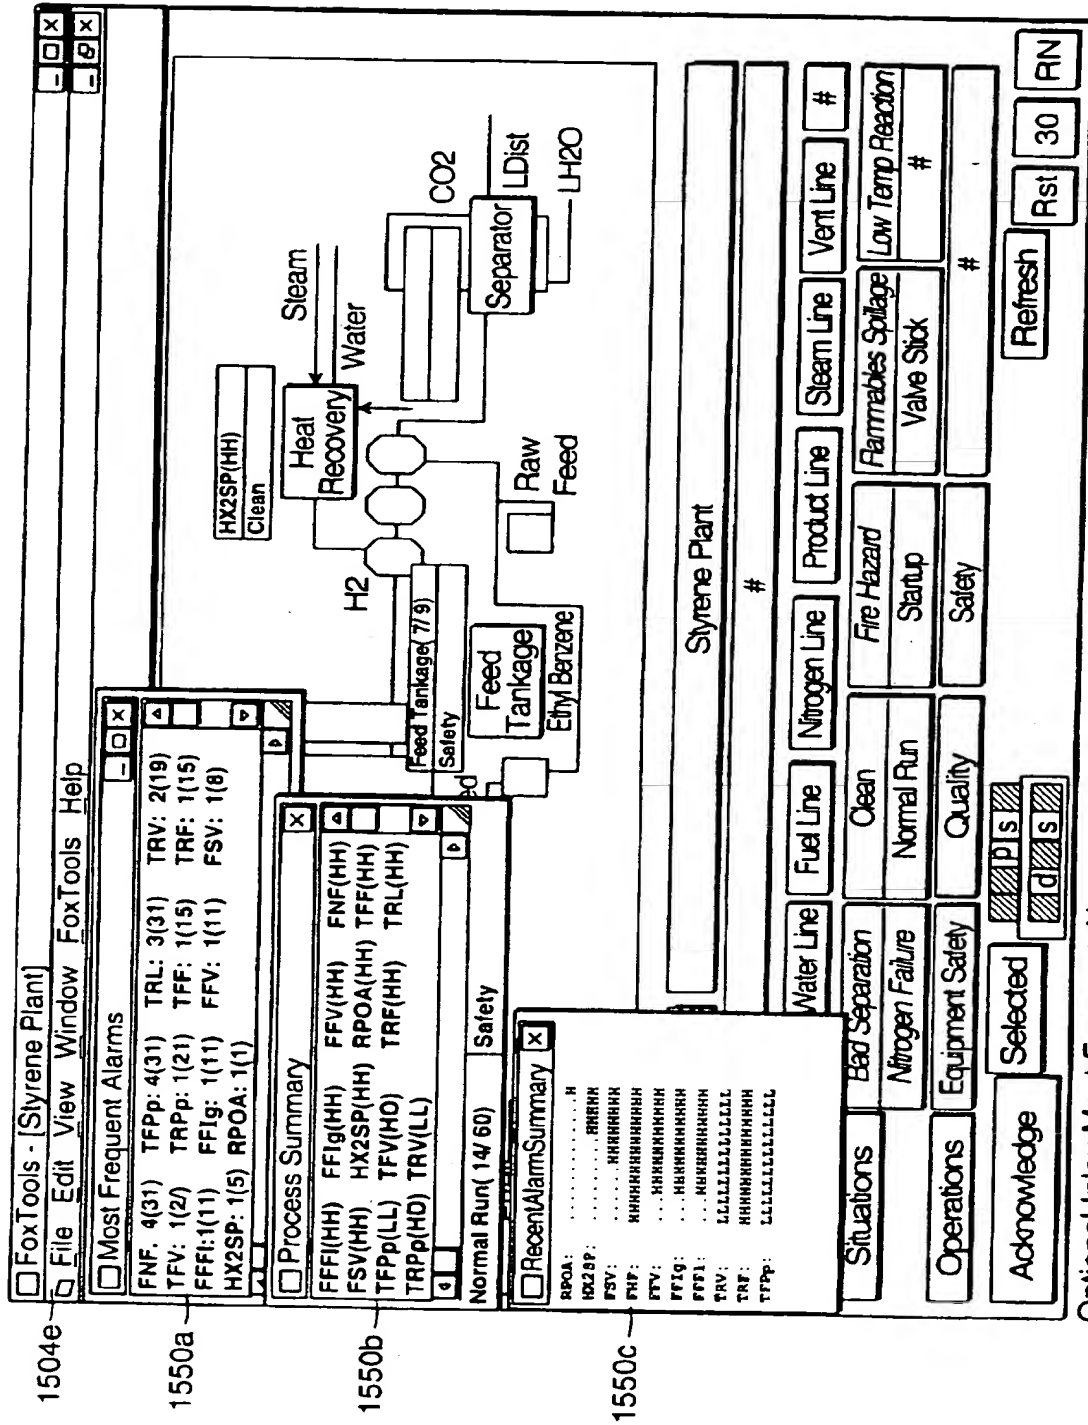 FoxTools - [Styrene Plant]
File Edit View Window FoxTools Help
1504e
1550a
Most Frequent Alarms
FNF. 4(31) TFPp: 4(31) TRL: 3(31) TRV: 2(19)
TFV: 1(2/) TRPp: 1(21) TFF: 1(15) TRF: 1(15)
FFFI:1(11) FFIg: 1(11) FFV: 1(11) FSV: 1(8)
HX2SP: 1(5) RPOA: 1(1)
1550b
Process Summary
FFFI(HH) FFIg(HH) FFV(HH) FNF(HH)
FSV(HH) HX2SP(HH) RPOA(HH) TFF(HH)
TFPp(LL) TFV(HO) TRF(HH) TRL(HH)
TRPp(HO) TRV(LL)
Normal Run( 14/ 60) Safety
1550c
RecentAlarmSummary
RPOA: ............H
HX2SP:
FSV:
FNF:
FFV:
FFIg:
FFFl:
TRV: LLLLLLLLLLLLL
TRF: HHHHHHHHHHHHH
TFPp: LLLLLLLLLLLLL
HX2SP(HH)
Clean
Heat Recovery
Steam
Water
CO2
Separator
LDist
LH2O
H2
Feed Tankage( 7/ 9)
Safety
Feed Tankage
Ethyl Benzene
ed
Raw Feed
Styrene Plant
#
Water Line Fuel Line Nitrogen Line Product Line Steam Line Vent Line #
Situations
Bad Separation Clean Fire Hazard Flammables Spillage Low Temp Reaction
Nitrogen Failure Normal Run Startup Valve Stick #
Operations Equipment Safety Quality Safety #
Acknowledge Selected p s d s Refresh Rst 30 RN